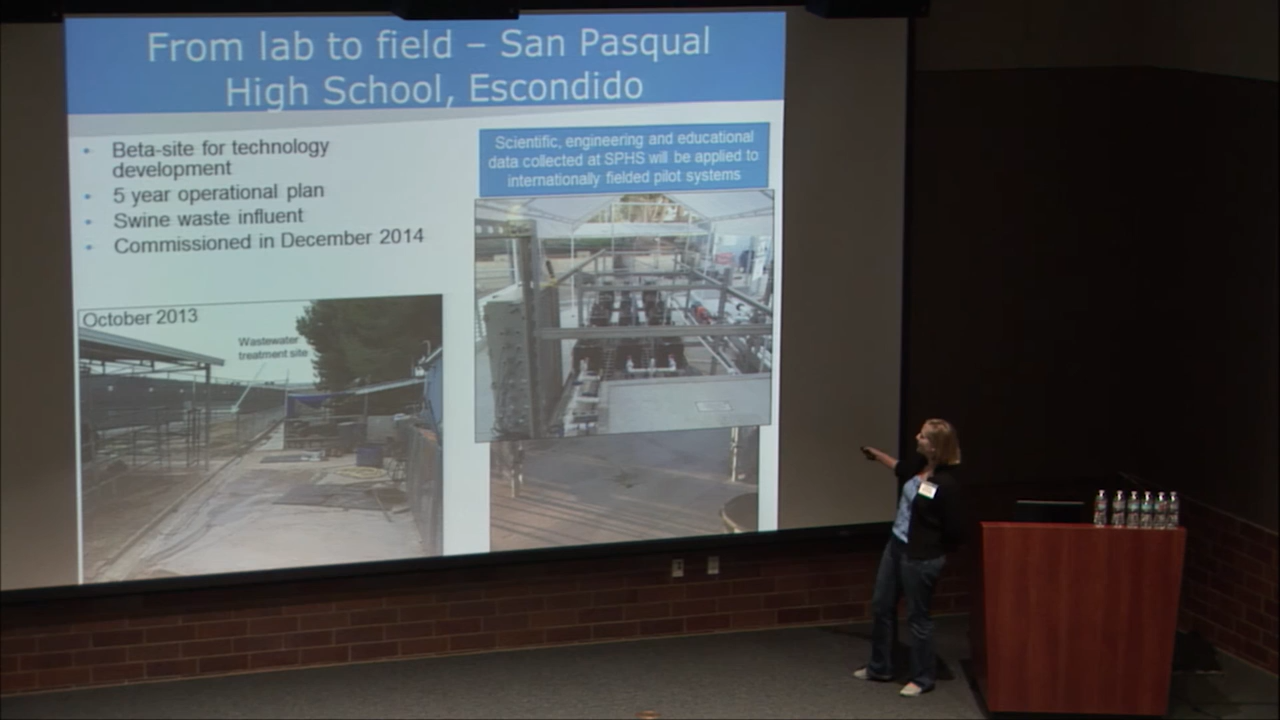 From lab to field – San Pasqual
High School, Escondido
• Beta-site for technology
development
• 5 year operational plan
• Swine waste influent
• Commissioned in December 2014
Scientific, engineering and educational
data collected at SPHS will be applied to
internationally fielded pilot systems
October 2013
Wastewater
treatment site